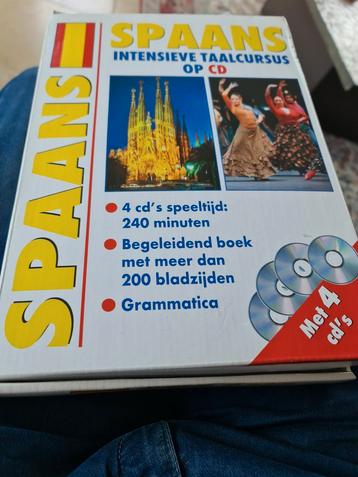 SPAANS
SPAANS
INTENSIEVE TAALCURSUS
OP CD
4 cd's speeltijd:
240 minuten
Begeleidend boek
met meer dan
200 bladzijden
Grammatica
Met 4
cd's